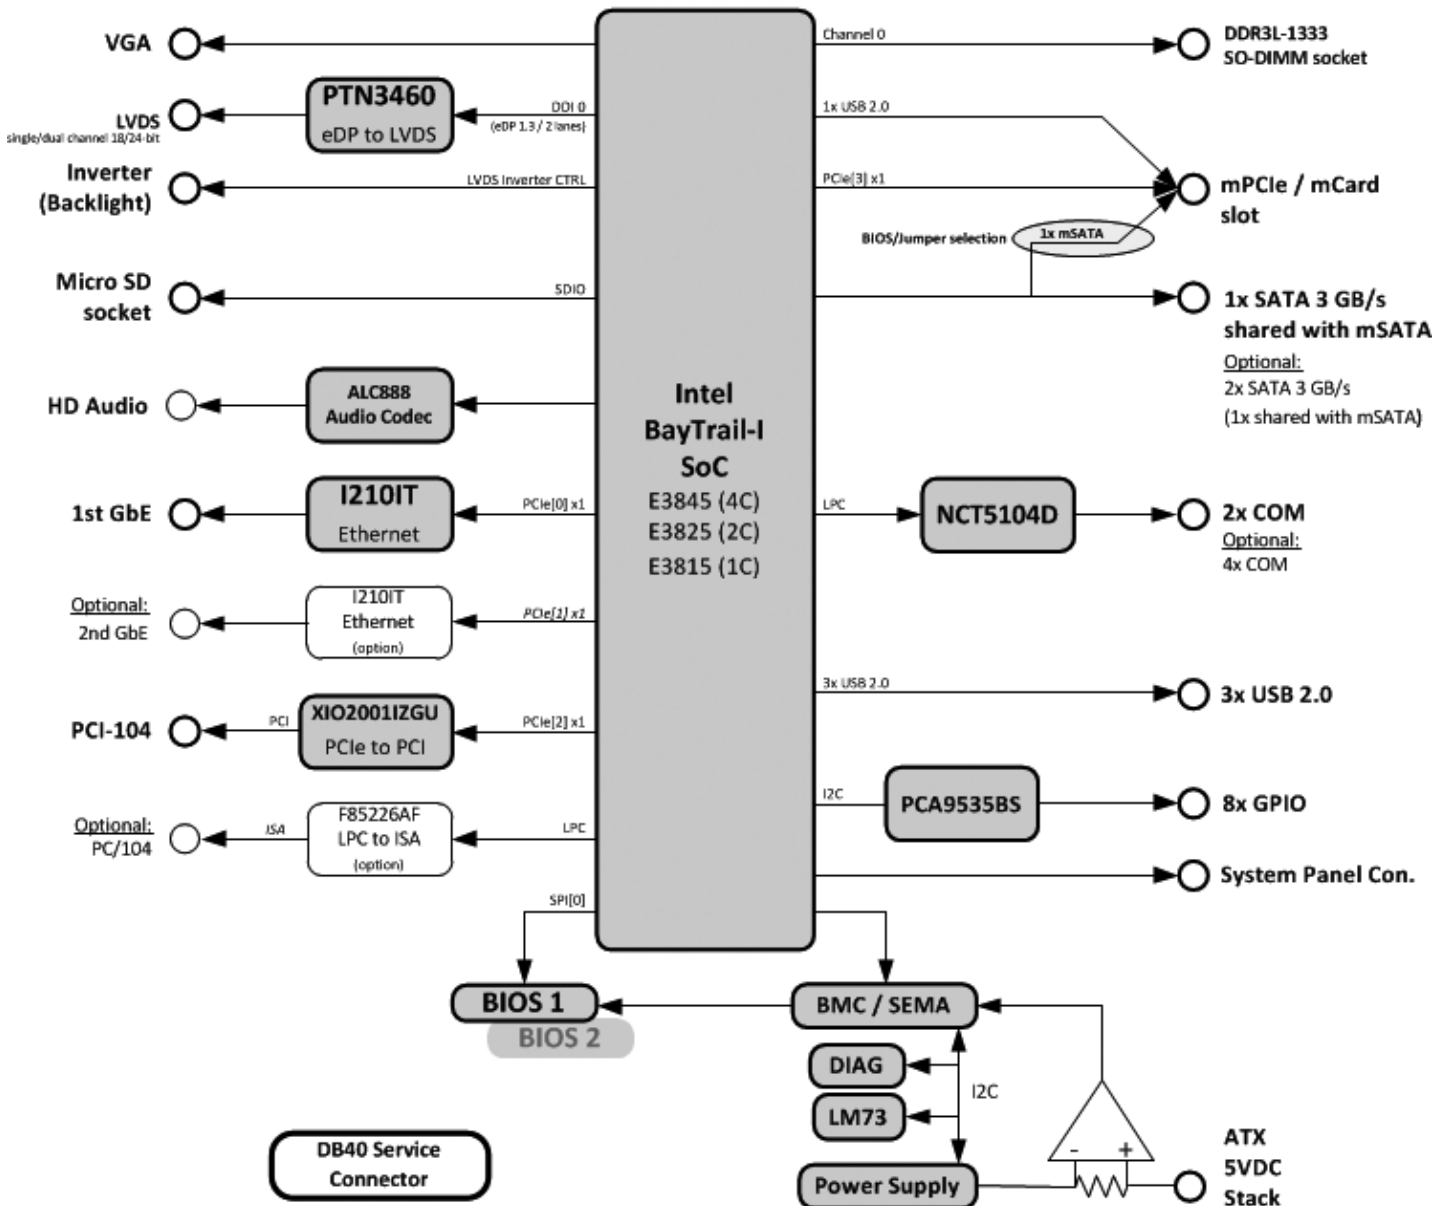 VGA
LVDS
single/dual channel 18/24-bit
PTN3460
eDP to LVDS
DDI 0
(eDP 1.3 / 2 lanes)
Inverter
(Backlight)
LVDS Inverter CTRL
Micro SD
socket
SDIO
HD Audio
ALC888
Audio Codec
1st GbE
I210IT
Ethernet
PCIe[0] x1
Optional:
2nd GbE
I210IT
Ethernet
(option)
PCIe[1] x1
PCI-104
PCI
XIO2001IZGU
PCIe to PCI
PCIe[2] x1
Optional:
PC/104
ISA
F85226AF
LPC to ISA
(option)
LPC
SPI[0]
Intel
BayTrail-I
SoC
E3845 (4C)
E3825 (2C)
E3815 (1C)
Channel 0
DDR3L-1333
SO-DIMM socket
1x USB 2.0
PCIe[3] x1
mPCIe / mCard
slot
BIOS/Jumper selection
1x mSATA
1x SATA 3 GB/s
shared with mSATA
Optional:
2x SATA 3 GB/s
(1x shared with mSATA)
LPC
NCT5104D
2x COM
Optional:
4x COM
3x USB 2.0
3x USB 2.0
I2C
PCA9535BS
8x GPIO
System Panel Con.
BIOS 1
BIOS 2
BMC / SEMA
DIAG
LM73
I2C
Power Supply
- +
ATX
5VDC
Stack
DB40 Service
Connector